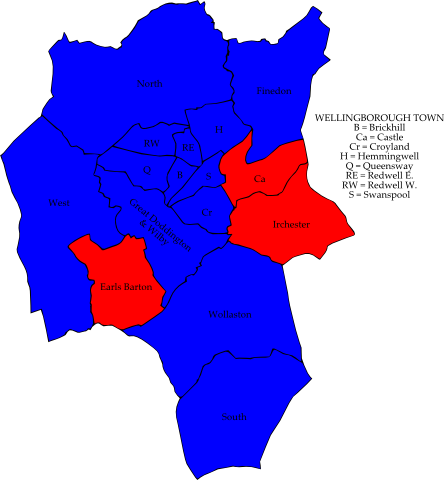 North
Finedon
WELLINGBOROUGH TOWN
B = Brickhill
Ca = Castle
Cr = Croyland
H = Hemmingwell
Q = Queensway
RE = Redwell E.
RW = Redwell W.
S = Swanspool
H
RW
RE
Q
B
S
Ca
West
Great Doddington
& Wilby
Cr
Irchester
Earls Barton
Wollaston
South